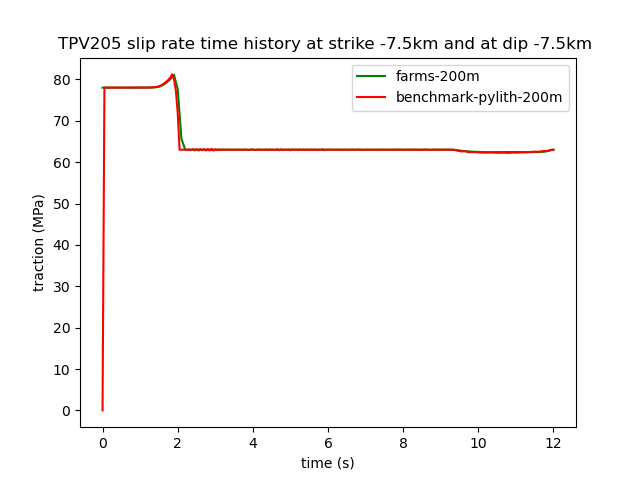 TPV205 slip rate time history at strike -7.5km and at dip -7.5km
farms-200m
benchmark-pylith-200m
80
70
60
50
40
30
20
10
0
traction (MPa)
0 2 4 6 8 10 12
time (s)